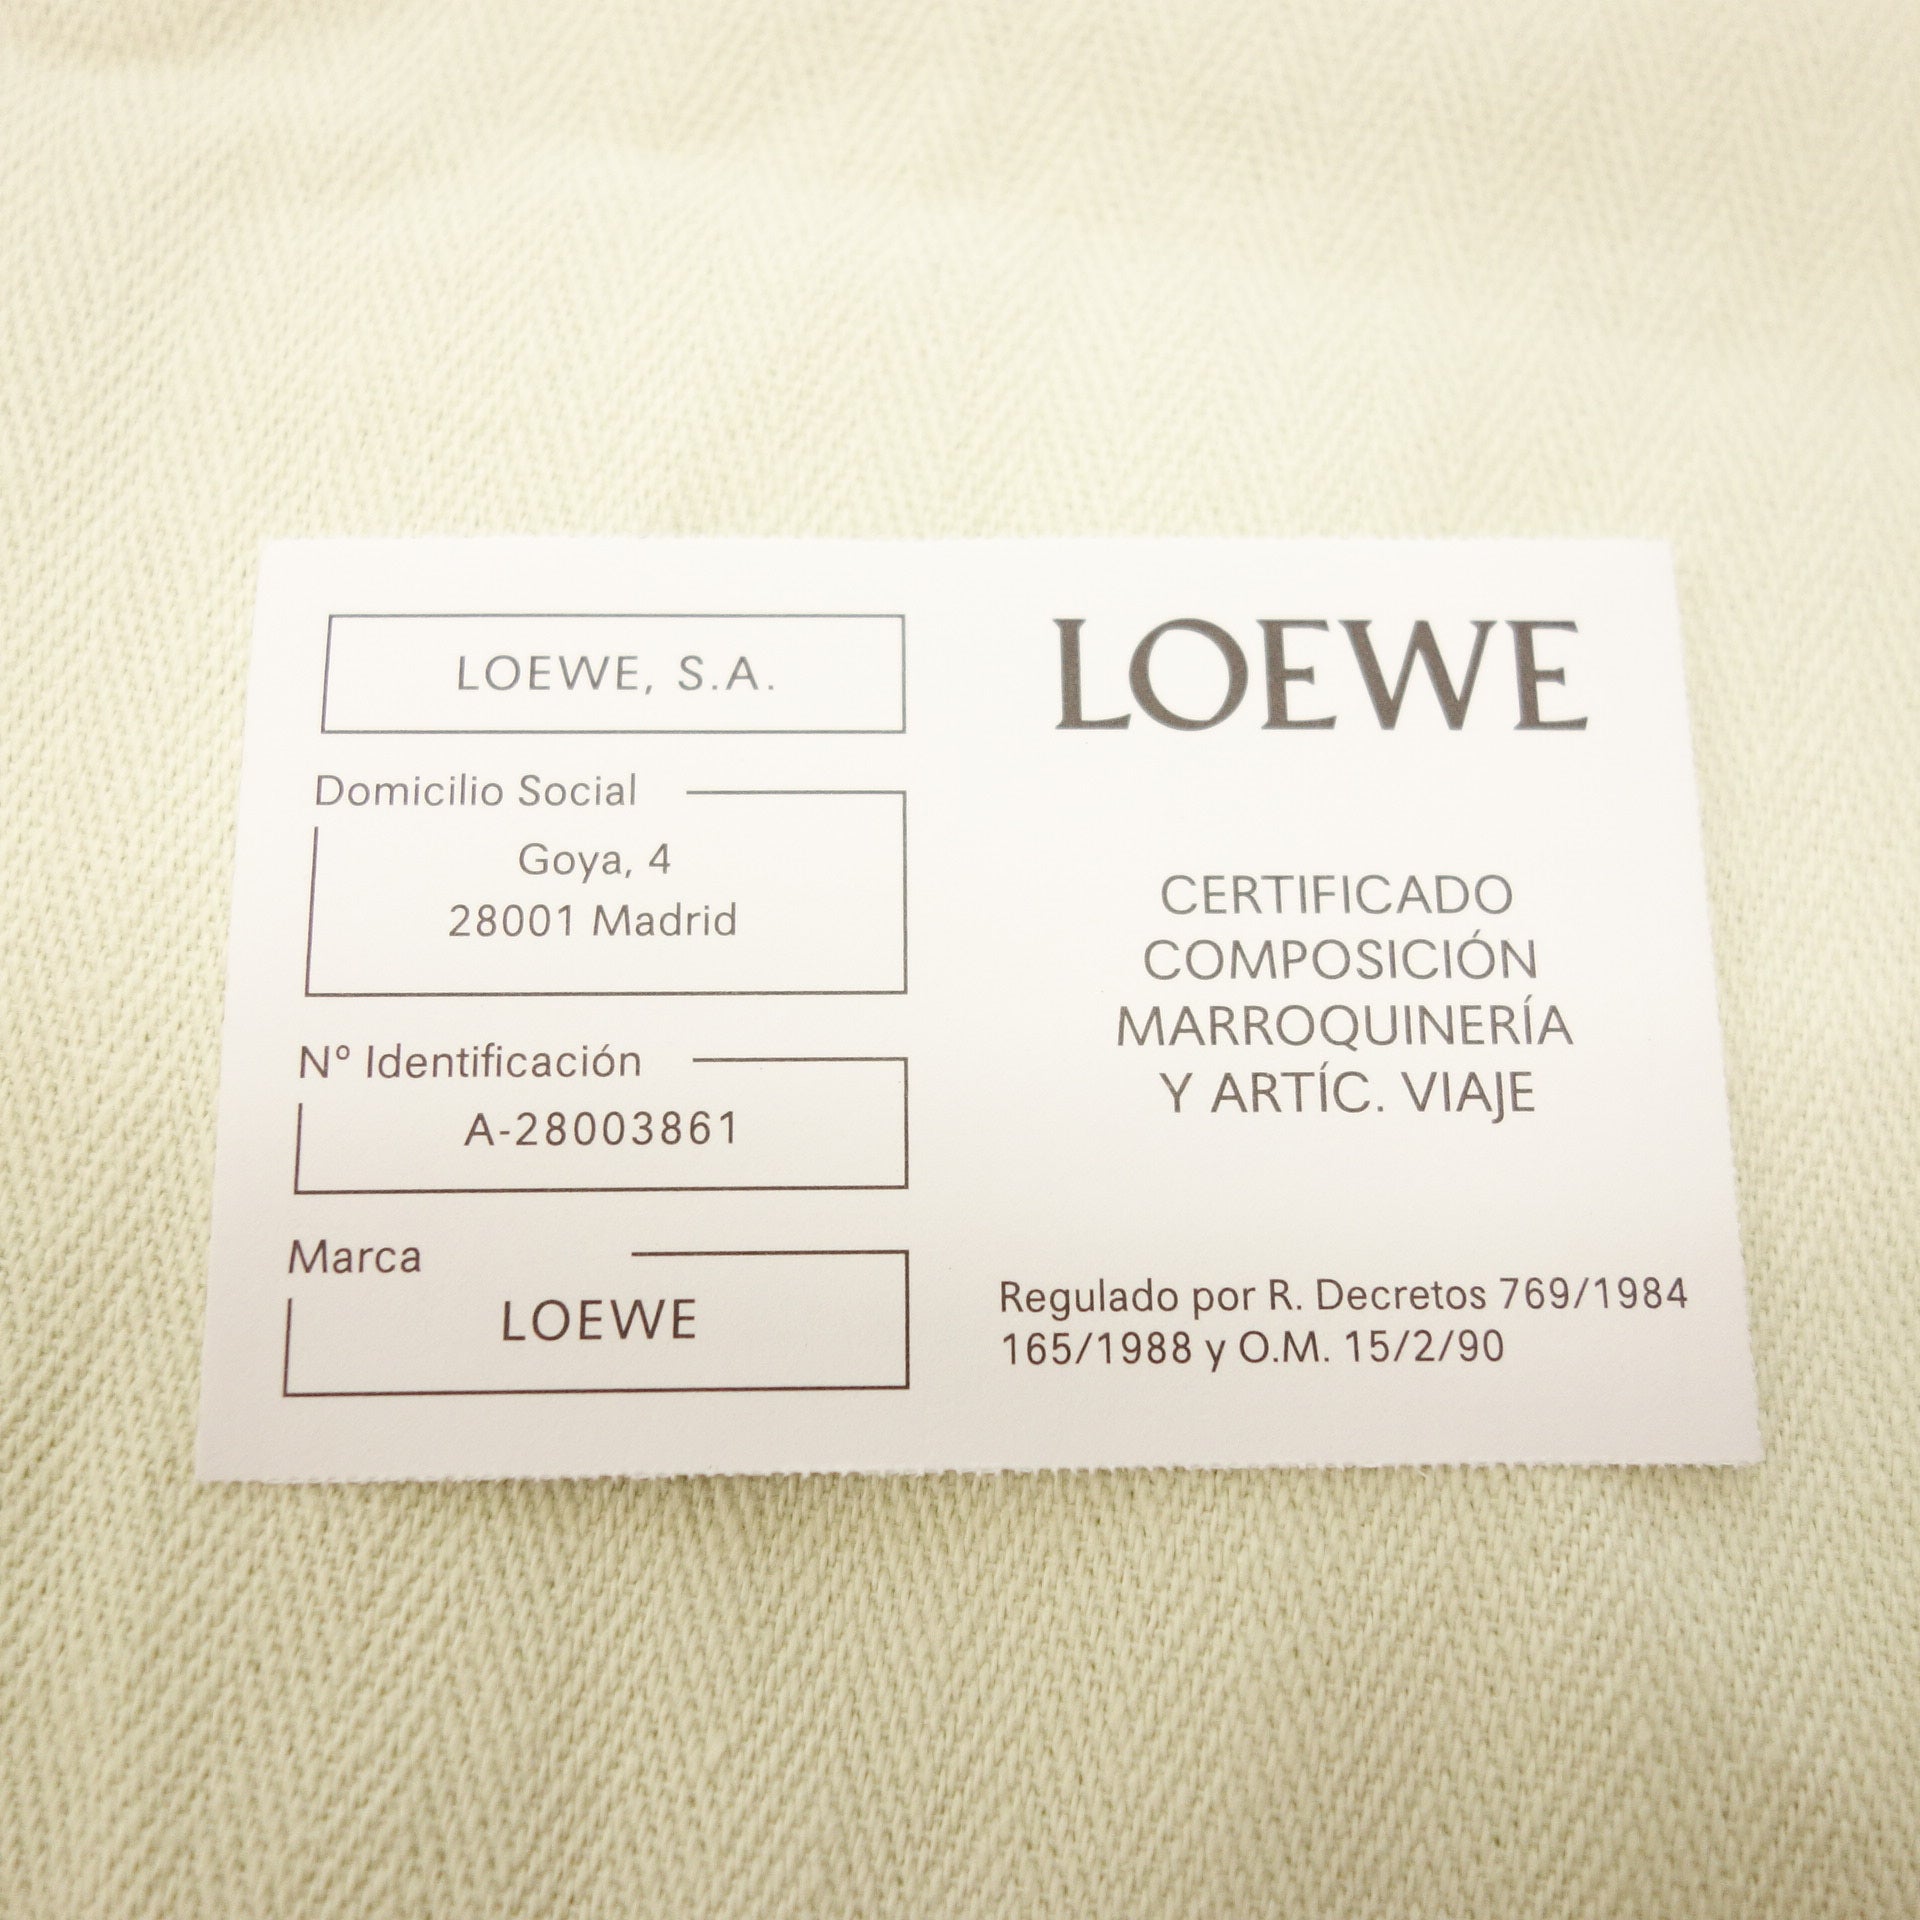 LOEWE, S.A.
Domicilio Social
Goya, 4
28001 Madrid
Nº Identificación
A-28003861
Marca
LOEWE
LOEWE
CERTIFICADO
COMPOSICIÓN
MARROQUINERÍA
Y ARTÍC. VIAJE
Regulado por R. Decretos 769/1984
165/1988 y O.M. 15/2/90